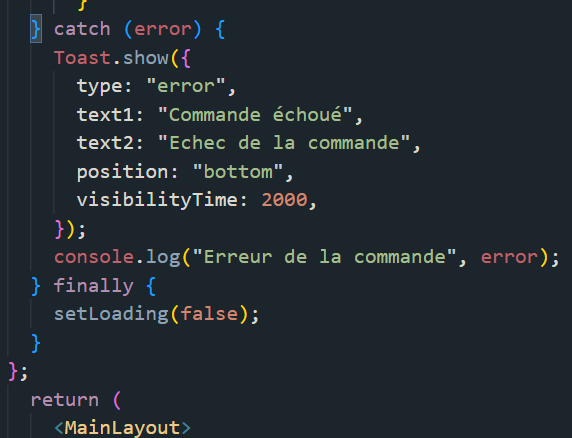 }
} catch (error) {
Toast.show({
type: "error",
text1: "Commande échoué",
text2: "Echec de la commande",
position: "bottom",
visibilityTime: 2000,
});
console.log("Erreur de la commande", error);
} finally {
setLoading(false);
}
};
return (
<MainLayout>